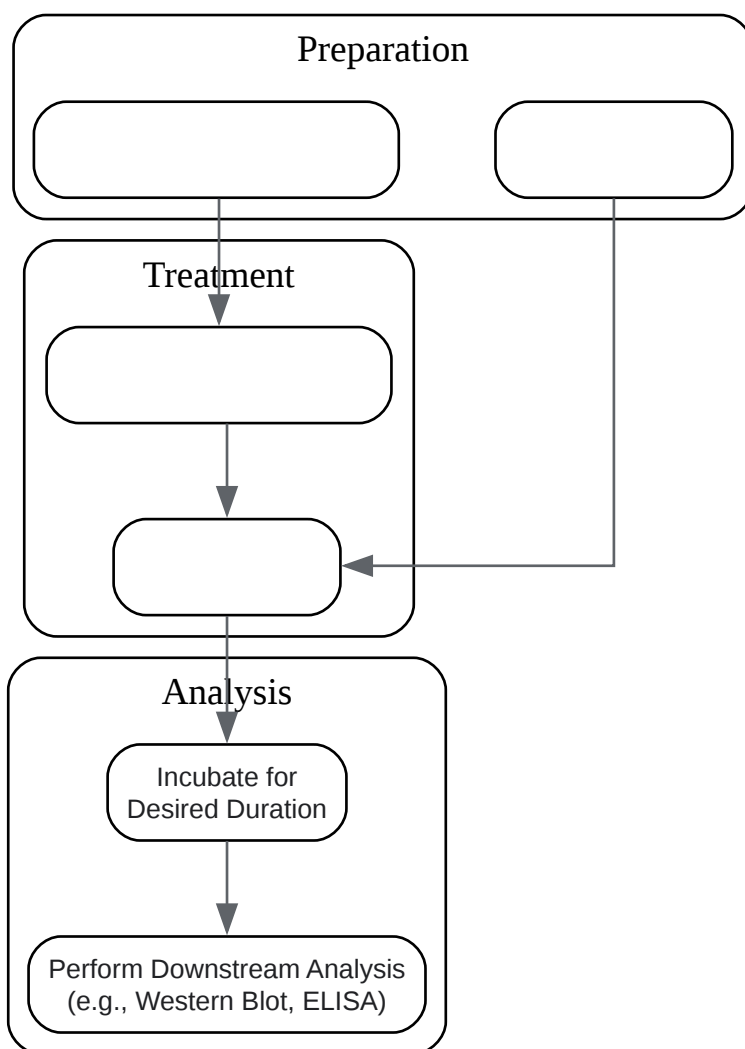 Preparation
Treatment
Analysis
Incubate for
Desired Duration
Perform Downstream Analysis
(e.g., Western Blot, ELISA)